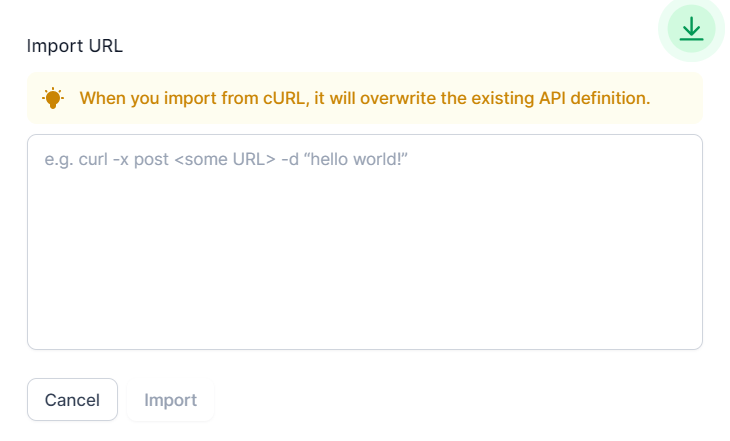 Import URL
When you import from cURL, it will overwrite the existing API definition.
e.g. curl -x post <some URL> -d “hello world!”
Cancel
Import